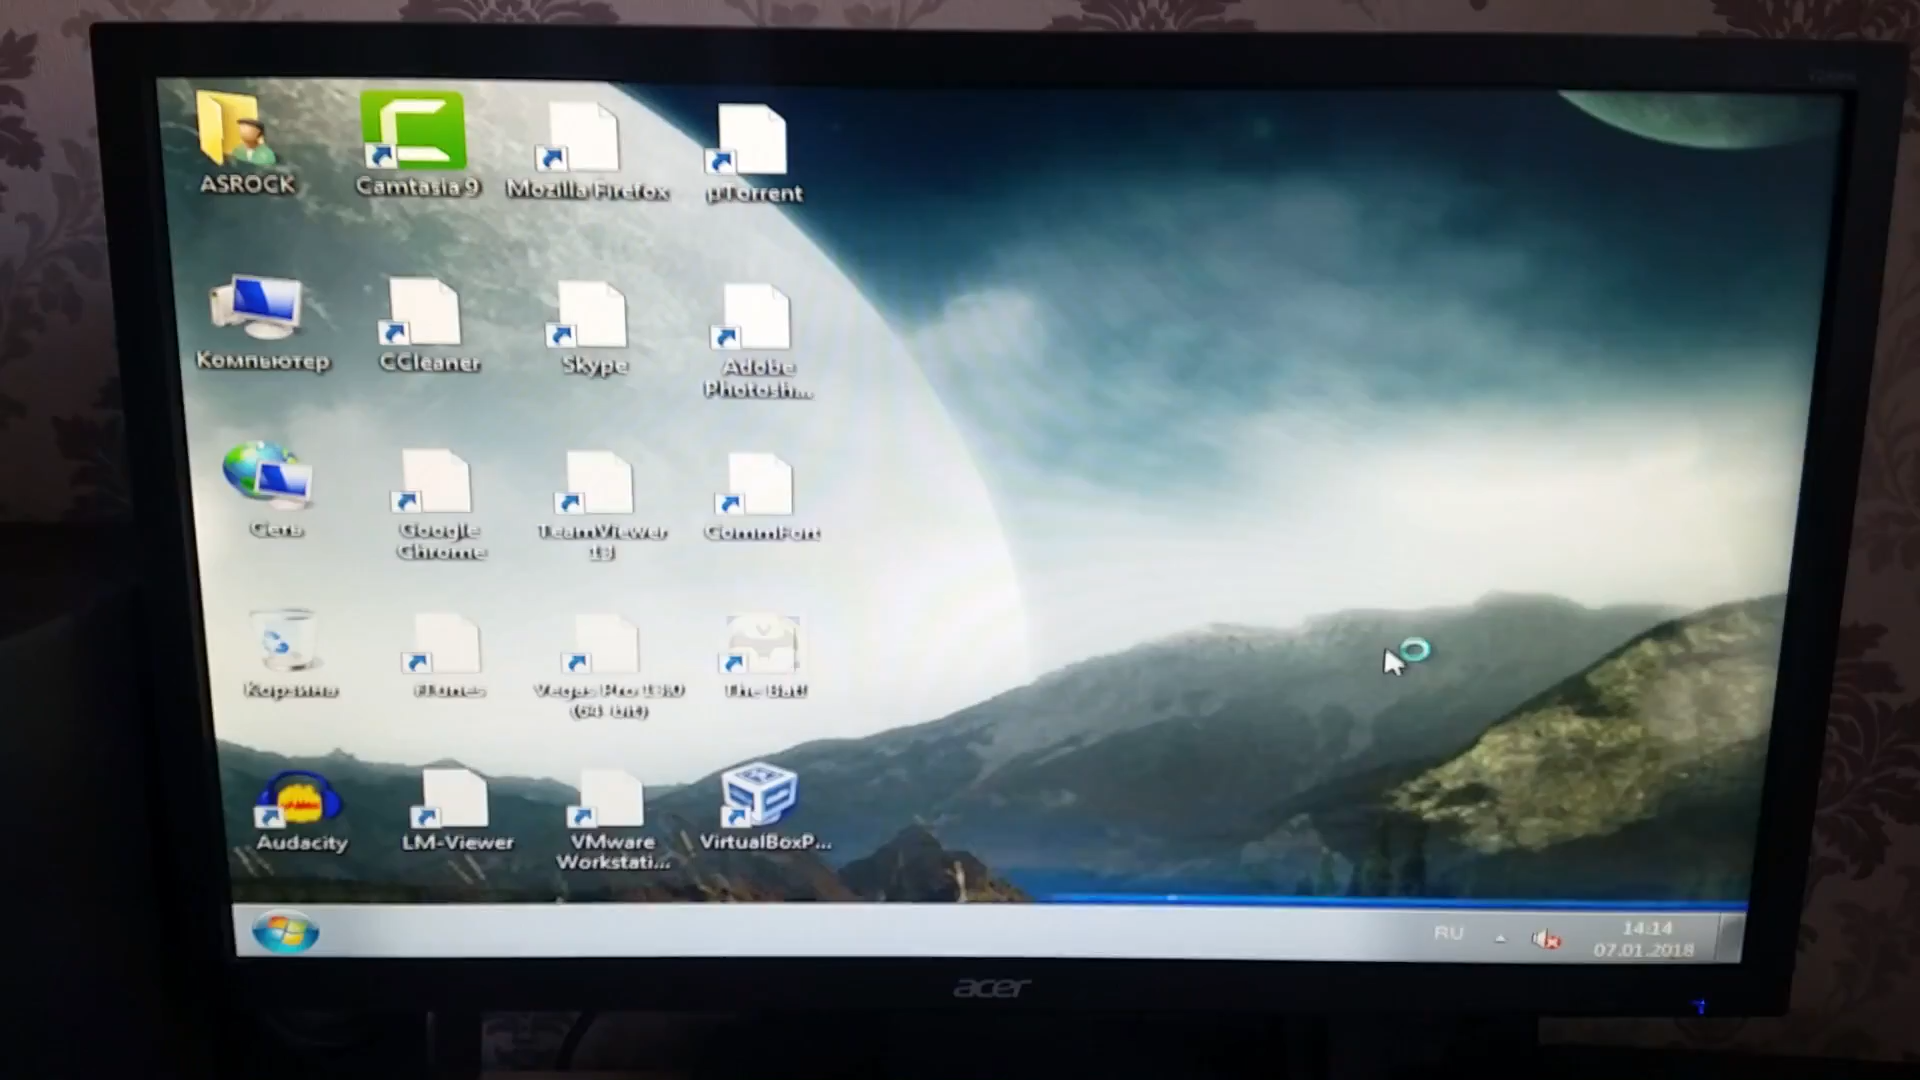 ASROCK
Camtasia 9
Mozilla Firefox
µTorrent
Компьютер
CCleaner
Skype
Adobe
Photosh...
Сеть
Google
Chrome
TeamViewer
13
CommFort
Корзина
iTunes
Vegas Pro 13.0
(64-bit)
The Bat!
Audacity
LM-Viewer
VMware
Workstati...
VirtualBoxP...
RU
14:14
07.01.2018
acer